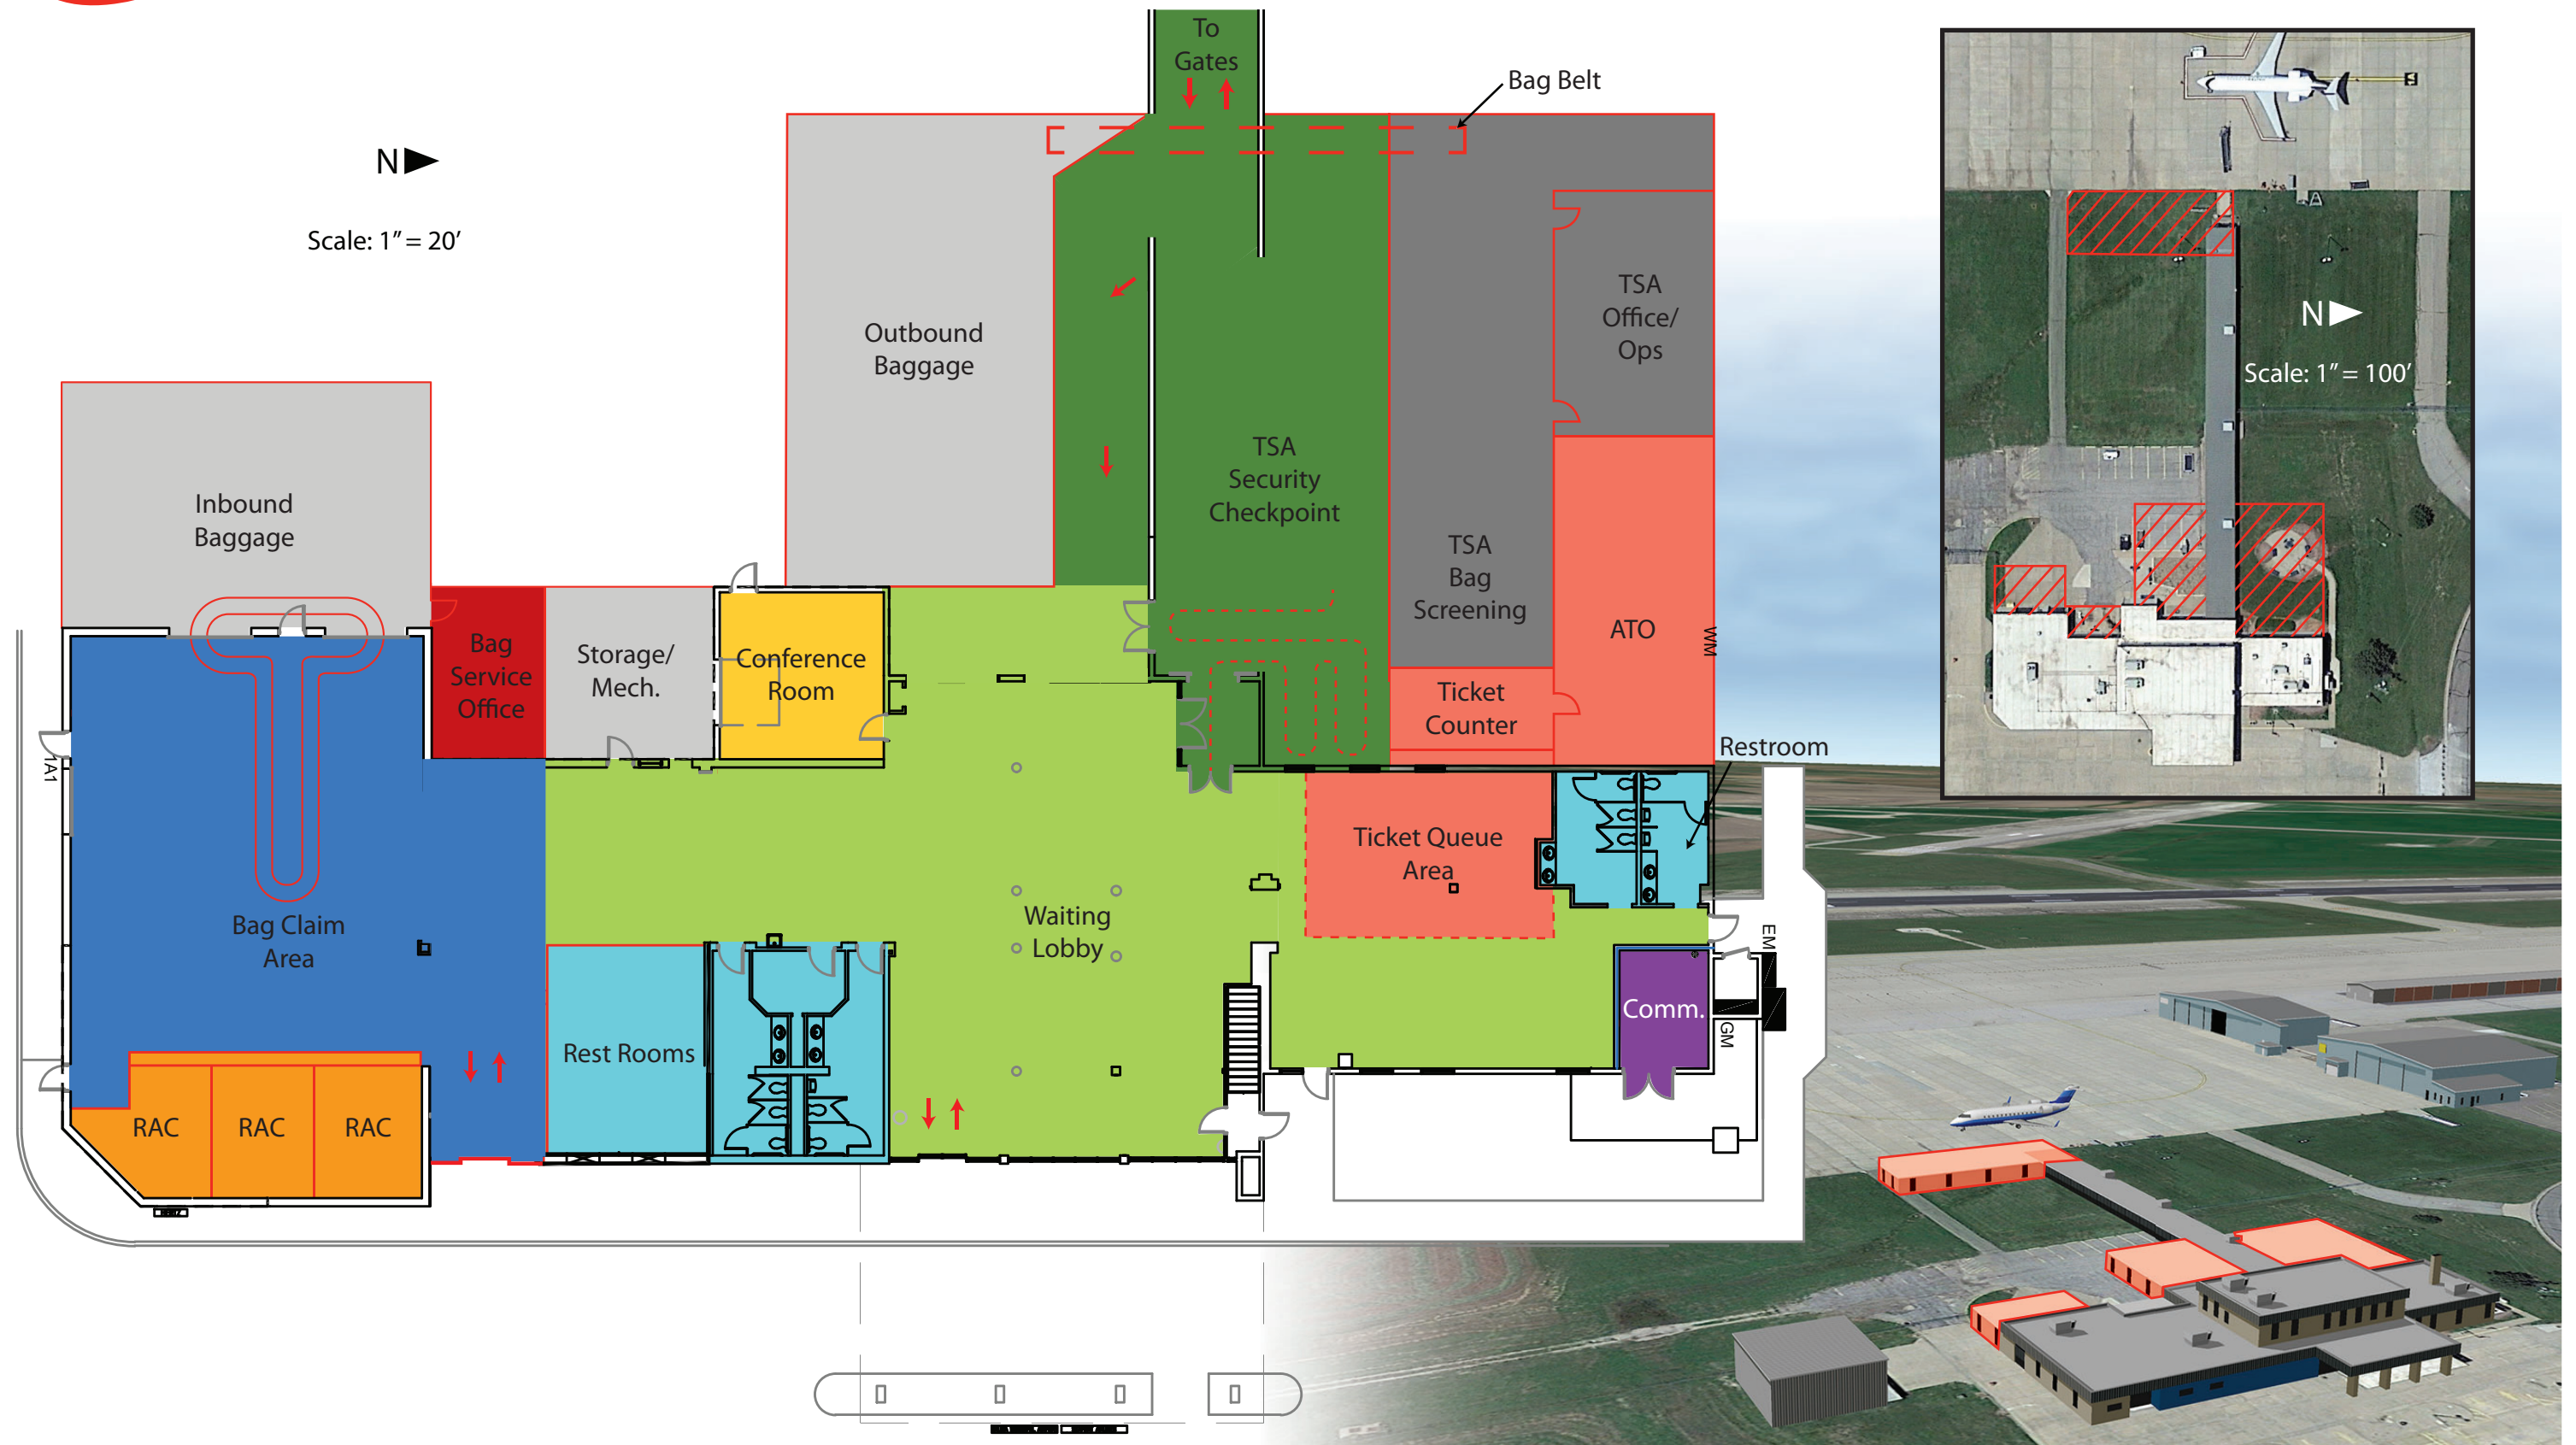 To
Gates
Bag Belt
N
Scale: 1” = 20’
N
Scale: 1” = 100’
Outbound
Baggage
TSA
Office/
Ops
TSA
Security
Checkpoint
Inbound
Baggage
TSA
Bag
Screening
ATO
WM
Bag
Service
Office
Storage/
Mech.
Conference
Room
Ticket
Counter
Restroom
1A1
Ticket Queue
Area
Bag Claim
Area
Waiting
Lobby
EM
Comm.
GM
Rest Rooms
RAC
RAC
RAC